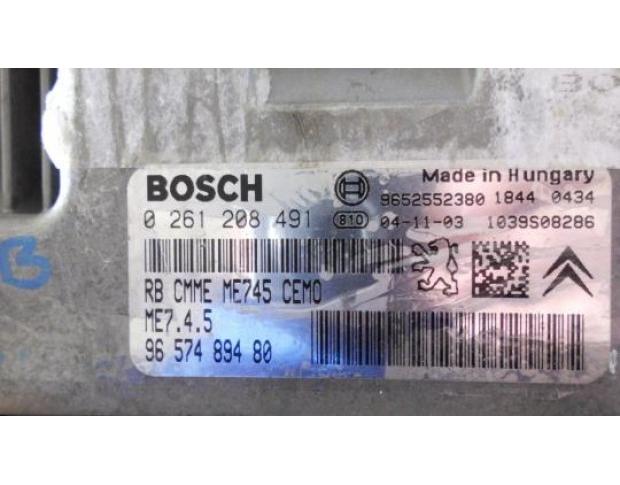 BO
Made in Hungary
BOSCH
9652552380 1844 0434
0 261 208 491 810 04-11-03 1039S08286
RB CMME ME745 CEMO
ME7.4.5
96 574 894 80
B